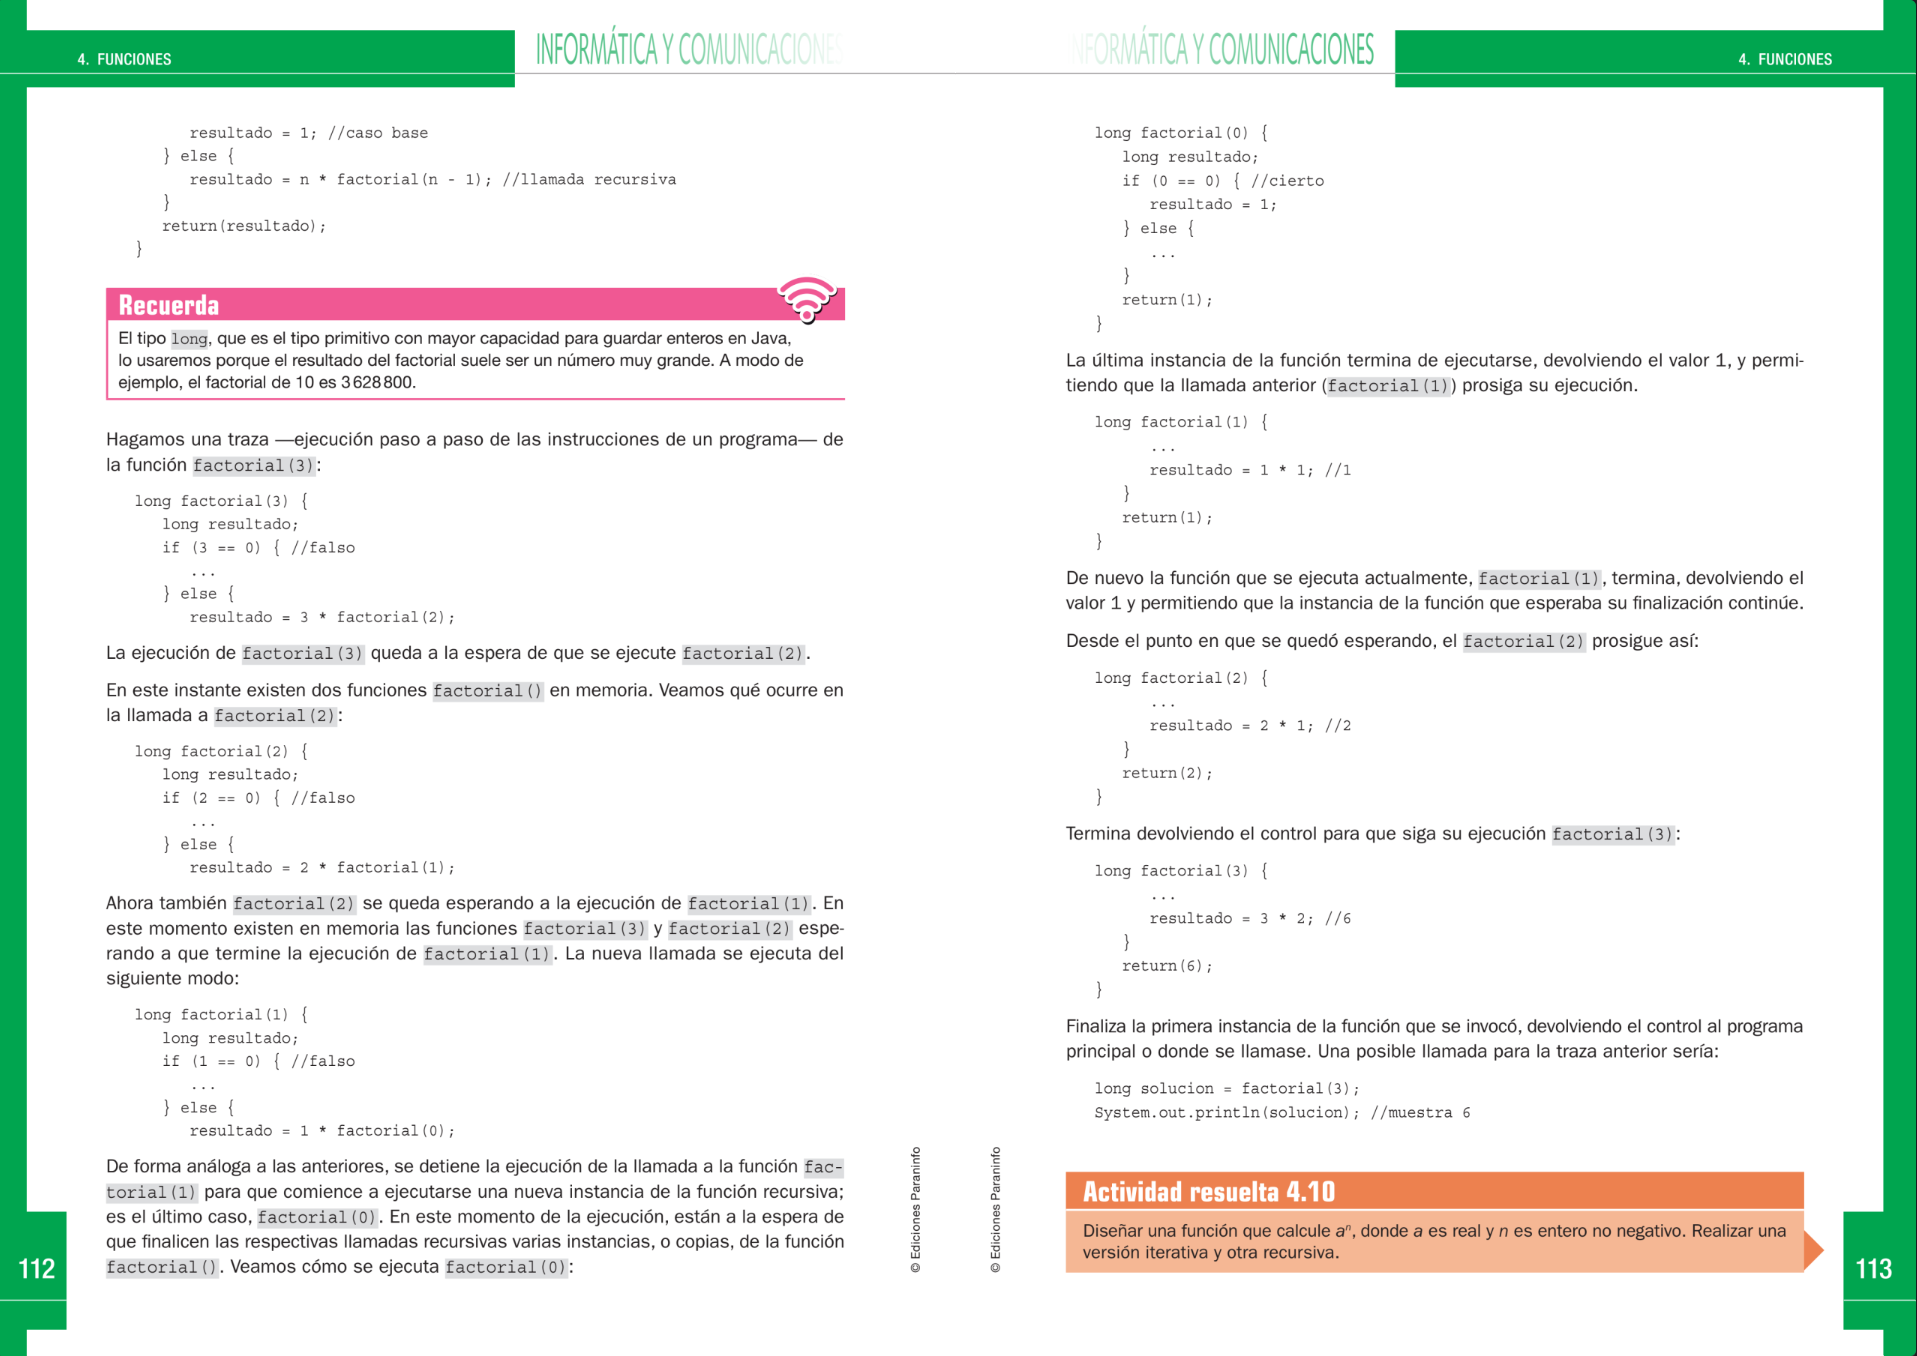 4. FUNCIONES
INFORMÁTICA Y COMUNICACIONES
resultado = 1; //caso base
} else {
resultado = n * factorial(n - 1); //llamada recursiva
}
return(resultado);
}
Recuerda
El tipo long, que es el tipo primitivo con mayor capacidad para guardar enteros en Java,
lo usaremos porque el resultado del factorial suele ser un número muy grande. A modo de
ejemplo, el factorial de 10 es 3 628 800.
Hagamos una traza —ejecución paso a paso de las instrucciones de un programa— de
la función factorial(3):
long factorial(3) {
long resultado;
if (3 == 0) { //falso
...
} else {
resultado = 3 * factorial(2);
La ejecución de factorial(3) queda a la espera de que se ejecute factorial(2).
En este instante existen dos funciones factorial() en memoria. Veamos qué ocurre en
la llamada a factorial(2):
long factorial(2) {
long resultado;
if (2 == 0) { //falso
...
} else {
resultado = 2 * factorial(1);
Ahora también factorial(2) se queda esperando a la ejecución de factorial(1). En
este momento existen en memoria las funciones factorial(3) y factorial(2) espe-
rando a que termine la ejecución de factorial(1). La nueva llamada se ejecuta del
siguiente modo:
long factorial(1) {
long resultado;
if (1 == 0) { //falso
...
} else {
resultado = 1 * factorial(0);
De forma análoga a las anteriores, se detiene la ejecución de la llamada a la función fac-
torial(1) para que comience a ejecutarse una nueva instancia de la función recursiva;
es el último caso, factorial(0). En este momento de la ejecución, están a la espera de
que finalicen las respectivas llamadas recursivas varias instancias, o copias, de la función
factorial(). Veamos cómo se ejecuta factorial(0):
112
© Ediciones Paraninfo
INFORMÁTICA Y COMUNICACIONES
4. FUNCIONES
long factorial(0) {
long resultado;
if (0 == 0) { //cierto
resultado = 1;
} else {
...
}
return(1);
}
La última instancia de la función termina de ejecutarse, devolviendo el valor 1, y permi-
tiendo que la llamada anterior (factorial(1)) prosiga su ejecución.
long factorial(1) {
...
resultado = 1 * 1; //1
}
return(1);
}
De nuevo la función que se ejecuta actualmente, factorial(1), termina, devolviendo el
valor 1 y permitiendo que la instancia de la función que esperaba su finalización continúe.
Desde el punto en que se quedó esperando, el factorial(2) prosigue así:
long factorial(2) {
...
resultado = 2 * 1; //2
}
return(2);
}
Termina devolviendo el control para que siga su ejecución factorial(3):
long factorial(3) {
...
resultado = 3 * 2; //6
}
return(6);
}
Finaliza la primera instancia de la función que se invocó, devolviendo el control al programa
principal o donde se llamase. Una posible llamada para la traza anterior sería:
long solucion = factorial(3);
System.out.println(solucion); //muestra 6
Actividad resuelta 4.10
Diseñar una función que calcule aⁿ, donde a es real y n es entero no negativo. Realizar una
versión iterativa y otra recursiva.
© Ediciones Paraninfo
113